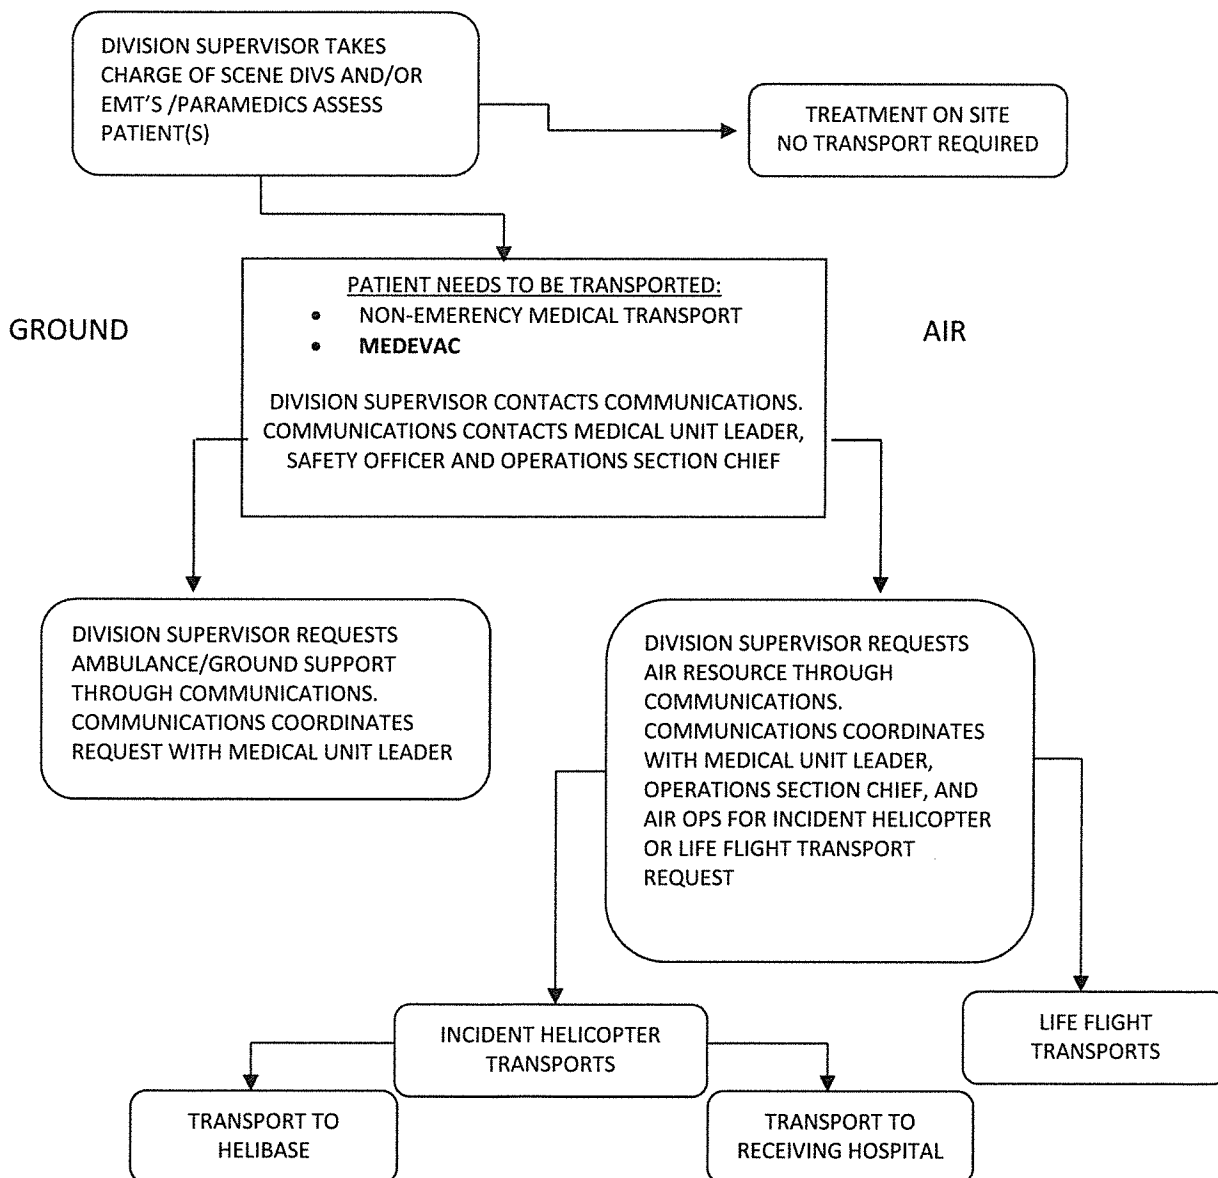 DIVISION SUPERVISOR TAKES
CHARGE OF SCENE DIVS AND/OR
EMT'S /PARAMEDICS ASSESS
PATIENT(S)
TREATMENT ON SITE
NO TRANSPORT REQUIRED
GROUND
PATIENT NEEDS TO BE TRANSPORTED:
• NON-EMERENCY MEDICAL TRANSPORT
• MEDEVAC
DIVISION SUPERVISOR CONTACTS COMMUNICATIONS.
COMMUNICATIONS CONTACTS MEDICAL UNIT LEADER,
SAFETY OFFICER AND OPERATIONS SECTION CHIEF
AIR
DIVISION SUPERVISOR REQUESTS
AMBULANCE/GROUND SUPPORT
THROUGH COMMUNICATIONS.
COMMUNICATIONS COORDINATES
REQUEST WITH MEDICAL UNIT LEADER
DIVISION SUPERVISOR REQUESTS
AIR RESOURCE THROUGH
COMMUNICATIONS.
COMMUNICATIONS COORDINATES
WITH MEDICAL UNIT LEADER,
OPERATIONS SECTION CHIEF, AND
AIR OPS FOR INCIDENT HELICOPTER
OR LIFE FLIGHT TRANSPORT
REQUEST
INCIDENT HELICOPTER
TRANSPORTS
LIFE FLIGHT
TRANSPORTS
TRANSPORT TO
HELIBASE
TRANSPORT TO
RECEIVING HOSPITAL